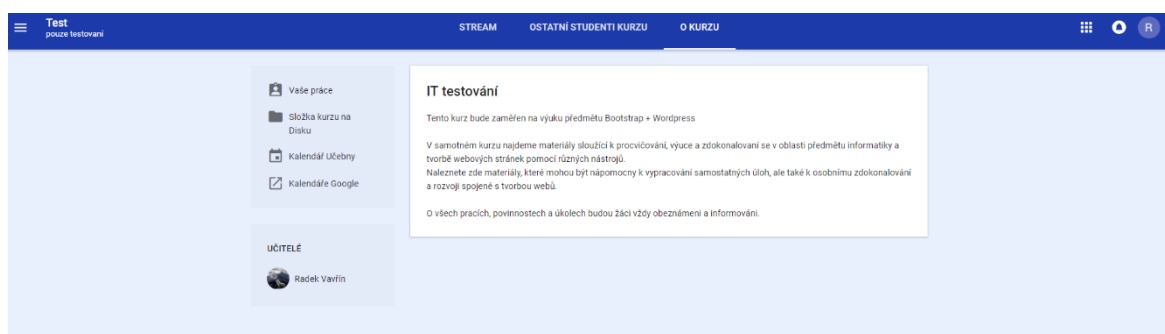 Test
pouze testovaní
STREAM
OSTATNÍ STUDENTI KURZU
O KURZU
R
Vaše práce
Složka kurzu na
Disku
Kalendář Učebny
Kalendáře Google
UČITELÉ
Radek Vavřín
IT testování
Tento kurz bude zaměřen na výuku předmětu Bootstrap + Wordpress
V samotném kurzu najdeme materiály sloužící k procvičování, výuce a zdokonalovaní se v oblasti předmětu informatiky a
tvorbě webových stránek pomocí různých nástrojů.
Naleznete zde materiály, které mohou být nápomocny k vypracování samostatných úloh, ale také k osobnímu zdokonalování
a rozvoji spojené s tvorbou webů.
O všech pracích, povinnostech a úkolech budou žáci vždy obeznámeni a informováni.